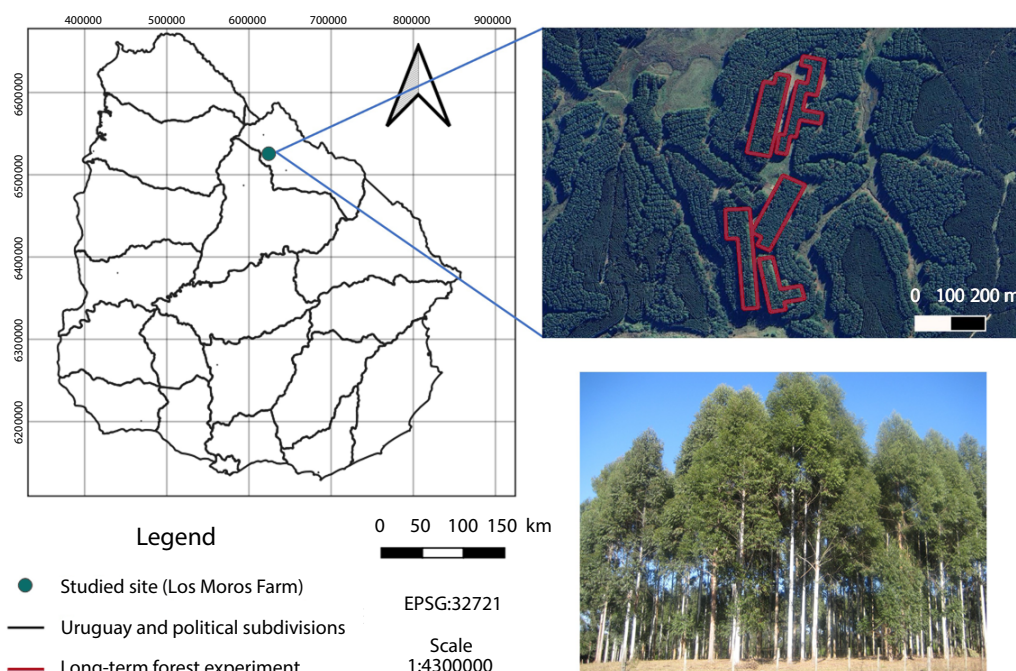 400000 500000 600000 700000 800000 900000
6600000
6500000
6400000
6300000
6200000
0 100 200 m
Legend
0 50 100 150 km
Studied site (Los Moros Farm)
EPSG:32721
Uruguay and political subdivisions
Scale
1:4300000
Long-term forest experiment